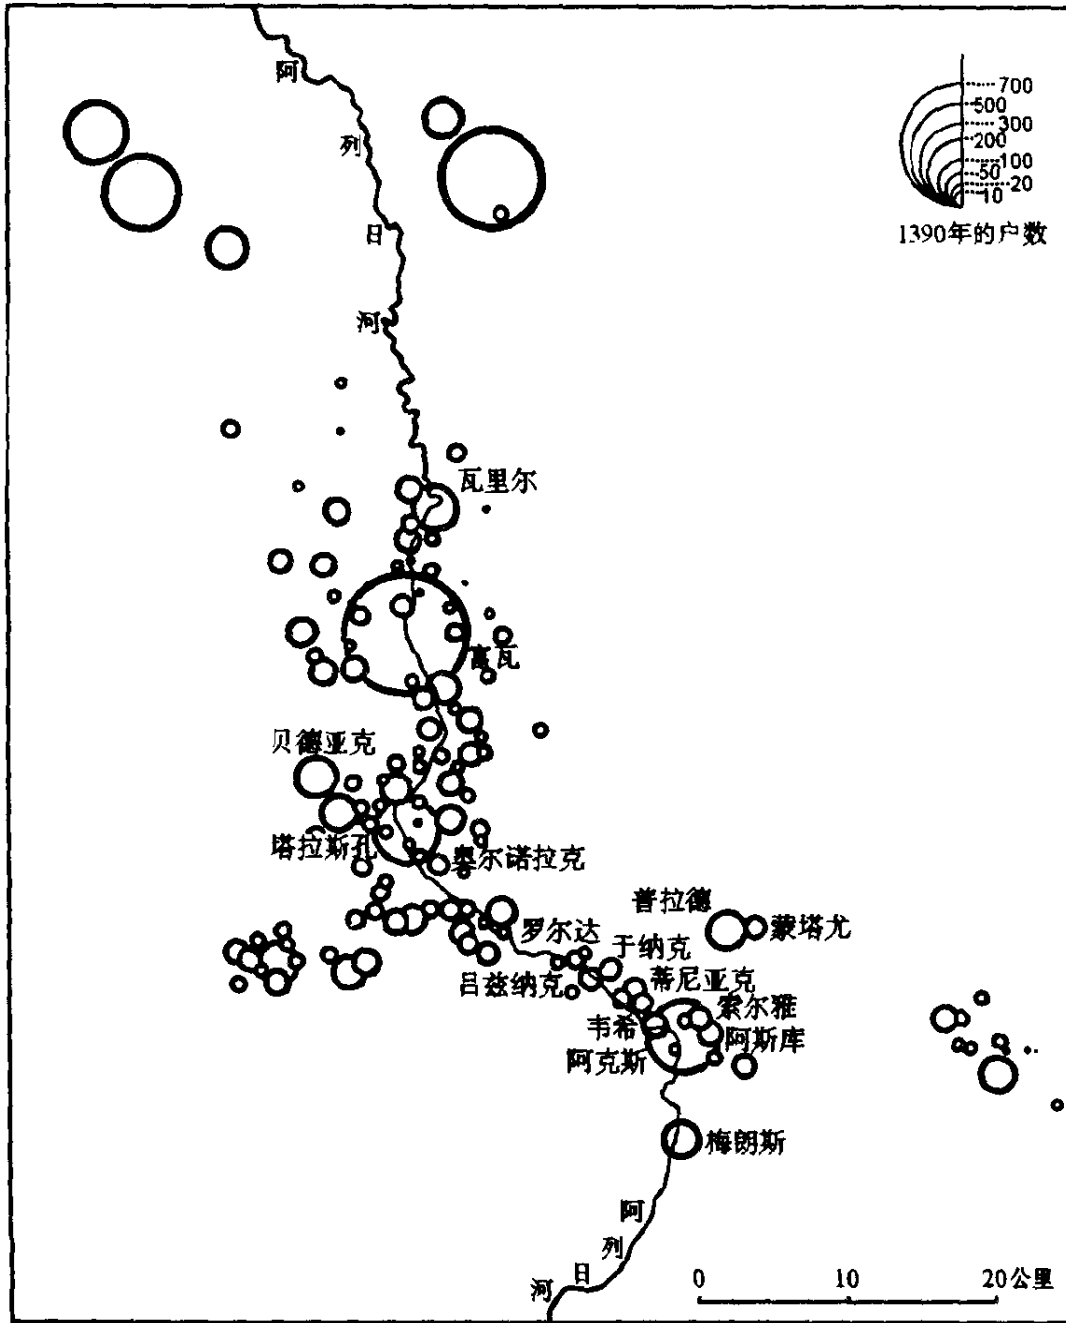 阿
列
日
河
700
500
300
200
100
50
20
10
1390年的户数
瓦里尔
富瓦
贝德亚克
塔拉斯孔
奥尔诺拉克
普拉德
蒙塔尤
罗尔达
于纳克
吕兹纳克
蒂尼亚克
索尔雅
韦希
阿斯库
阿克斯
梅朗斯
阿
列
日
河
0 10 20公里